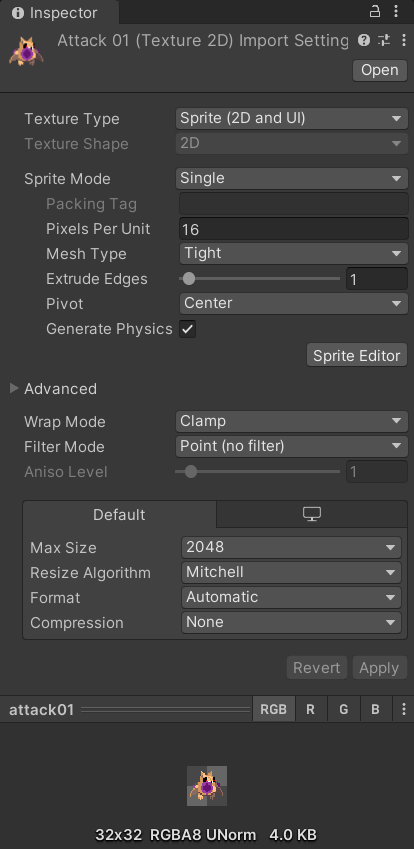 Inspector
Attack 01 (Texture 2D) Import Setting
Open
Texture Type Sprite (2D and UI)
Texture Shape 2D
Sprite Mode Single
Packing Tag
Pixels Per Unit 16
Mesh Type Tight
Extrude Edges 1
Pivot Center
Generate Physics
Sprite Editor
Advanced
Wrap Mode Clamp
Filter Mode Point (no filter)
Aniso Level 1
Default
Max Size 2048
Resize Algorithm Mitchell
Format Automatic
Compression None
Revert Apply
attack01 RGB R G B
32x32 RGBA8 UNorm 4.0 KB